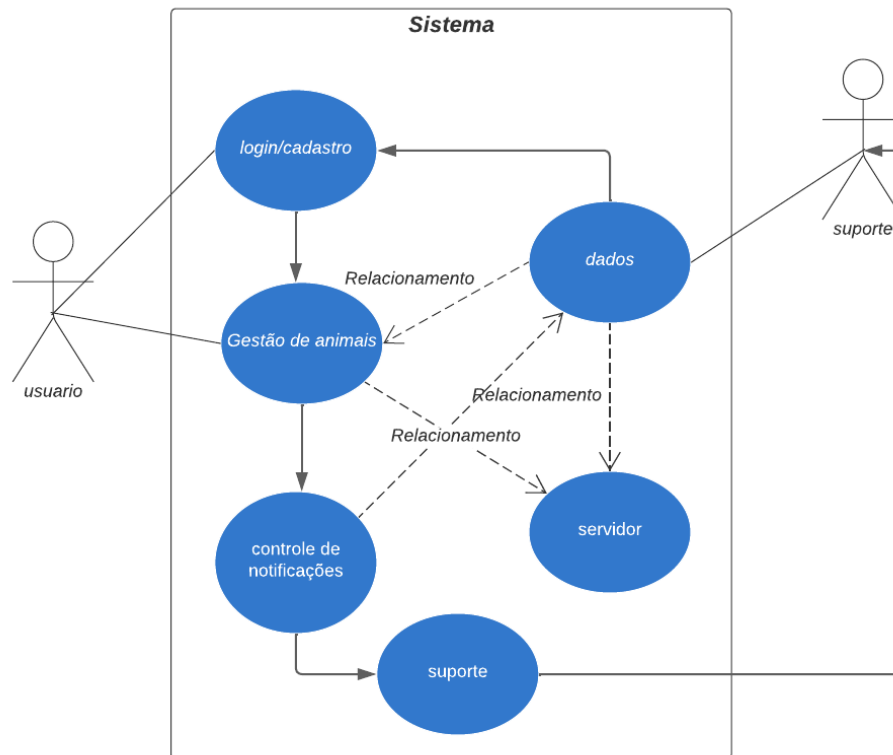 Sistema
login/cadastro
suporte
dados
Relacionamento
Gestão de animais
usuario
Relacionamento
Relacionamento
servidor
controle de
notificações
suporte